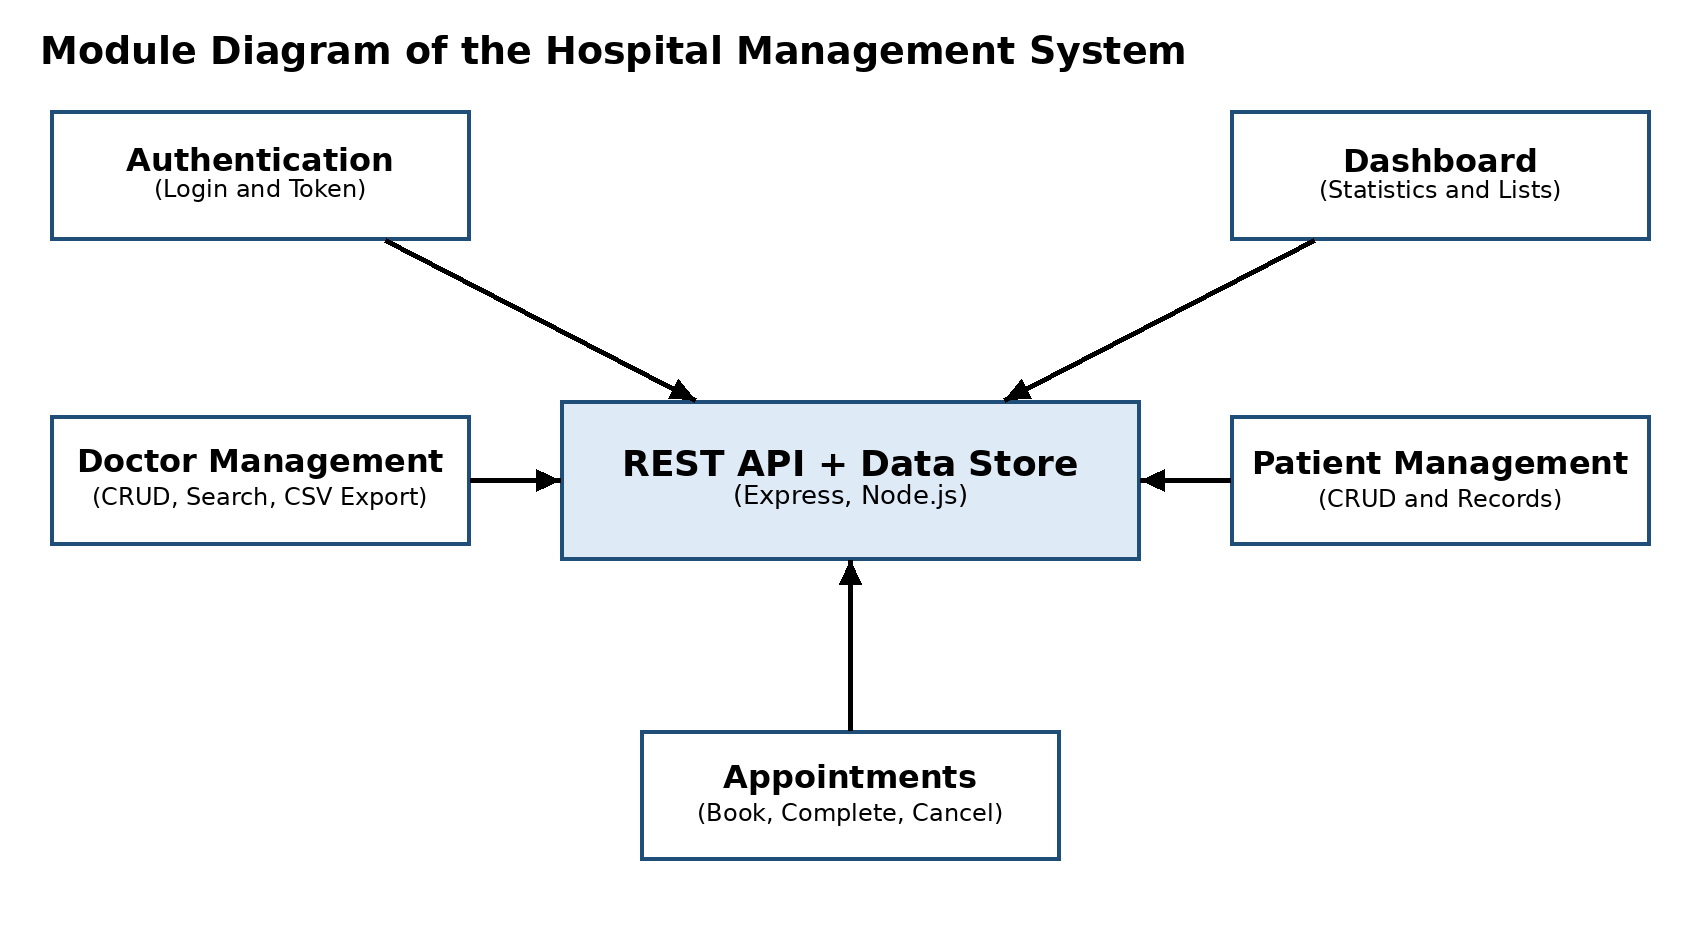 Module Diagram of the Hospital Management System
Authentication
(Login and Token)
Dashboard
(Statistics and Lists)
Doctor Management
(CRUD, Search, CSV Export)
REST API + Data Store
(Express, Node.js)
Patient Management
(CRUD and Records)
Appointments
(Book, Complete, Cancel)